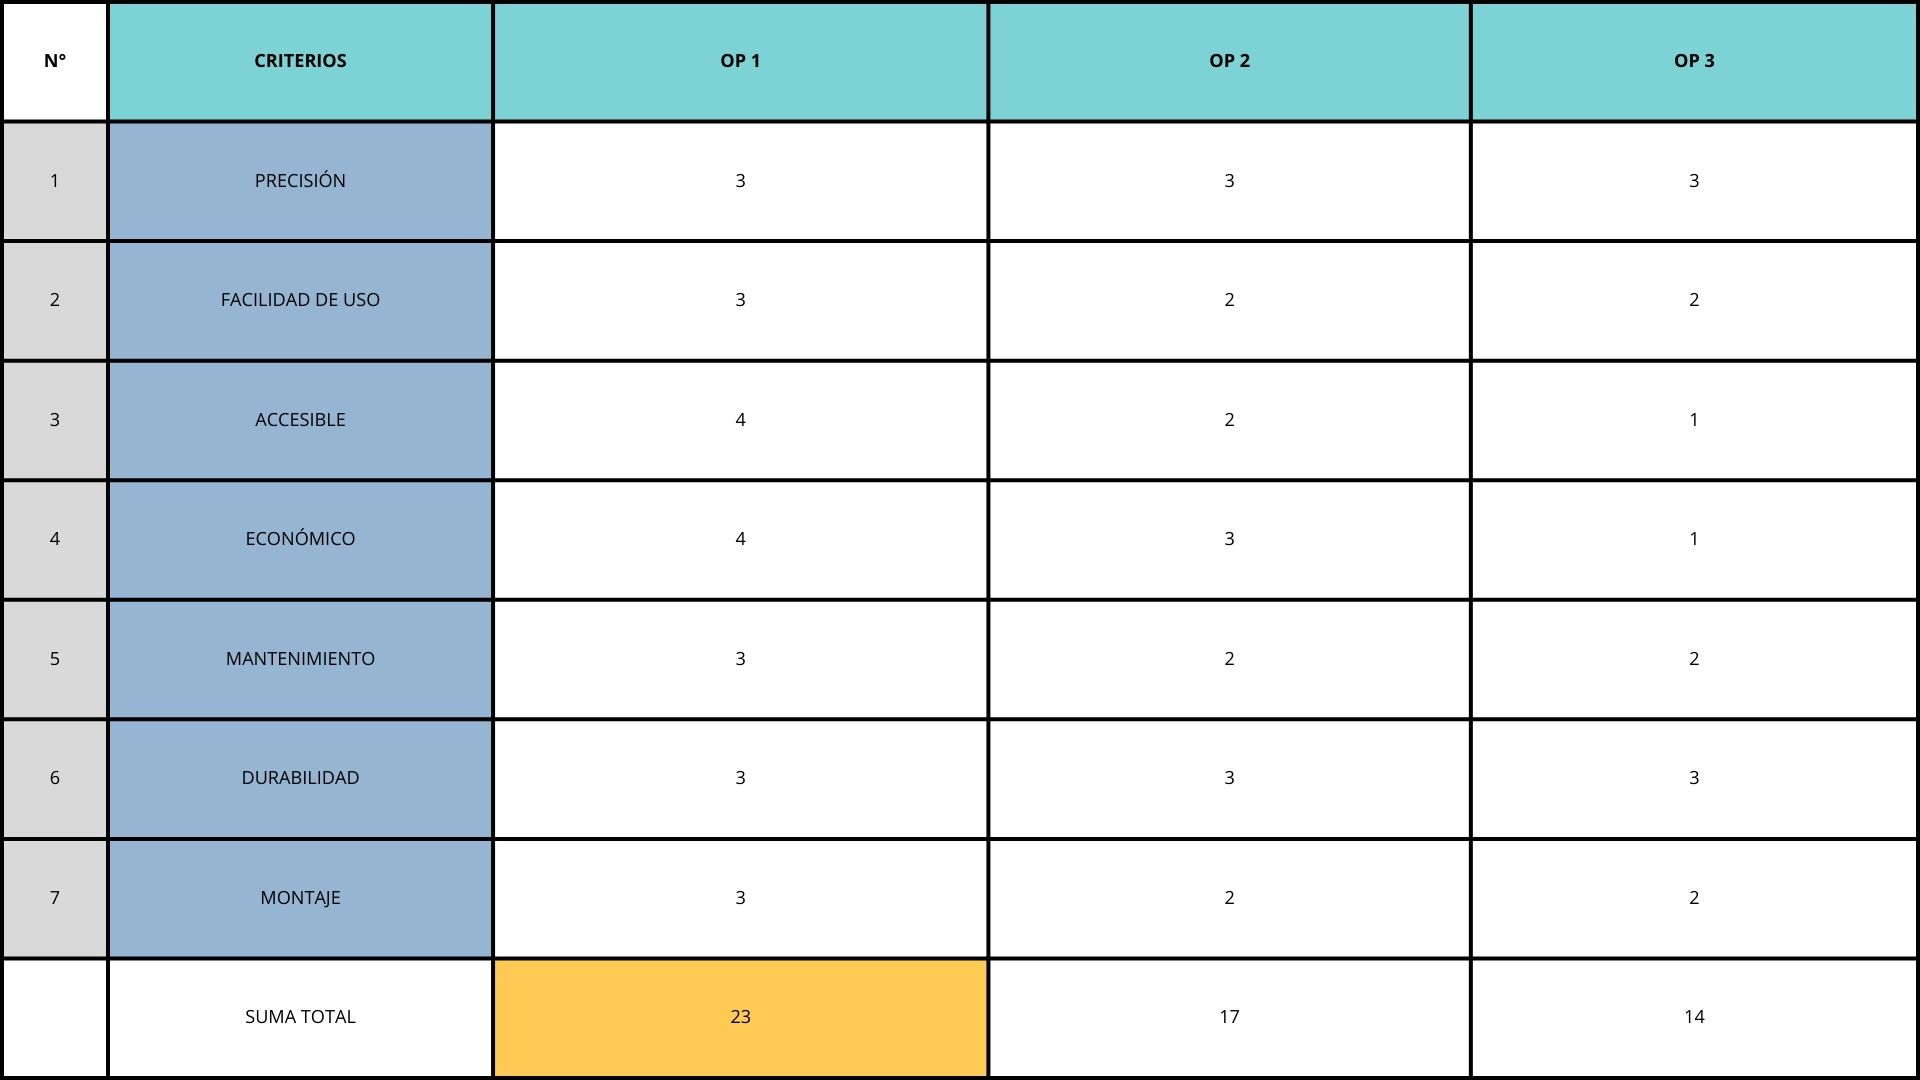 N° CRITERIOS OP 1 OP 2 OP 3
1 PRECISIÓN 3 3 3
2 FACILIDAD DE USO 3 2 2
3 ACCESIBLE 4 2 1
4 ECONÓMICO 4 3 1
5 MANTENIMIENTO 3 2 2
6 DURABILIDAD 3 3 3
7 MONTAJE 3 2 2
SUMA TOTAL 23 17 14